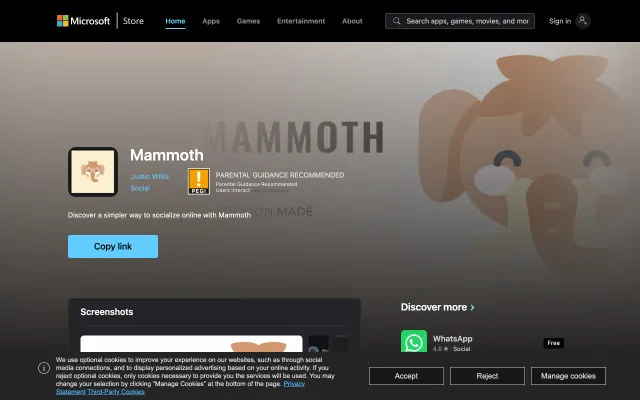 Microsoft
Store
Home
Apps
Games
Entertainment
About
Search apps, games, movies, and mor
Sign in
MAMMOTH
Mammoth
Justin Willis
Social
PEGI
PARENTAL GUIDANCE RECOMMENDED
Parental Guidance Recommended
Users Interact
MADE
Discover a simpler way to socialize online with Mammoth
Copy link
Screenshots
Discover more
WhatsApp
4.6 ★ Social
Free
We use optional cookies to improve your experience on our websites, such as through social
media connections, and to display personalized advertising based on your online activity. If you
reject optional cookies, only cookies necessary to provide you the services will be used. You may
change your selection by clicking "Manage Cookies" at the bottom of the page. Privacy
Statement Third-Party Cookies
Accept
Reject
Manage cookies